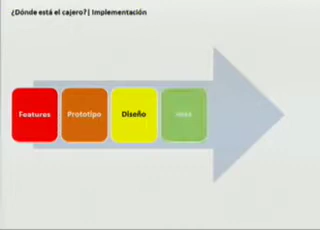 ¿Dónde está el cajero?| Implementación
Features
Prototipo
Diseño